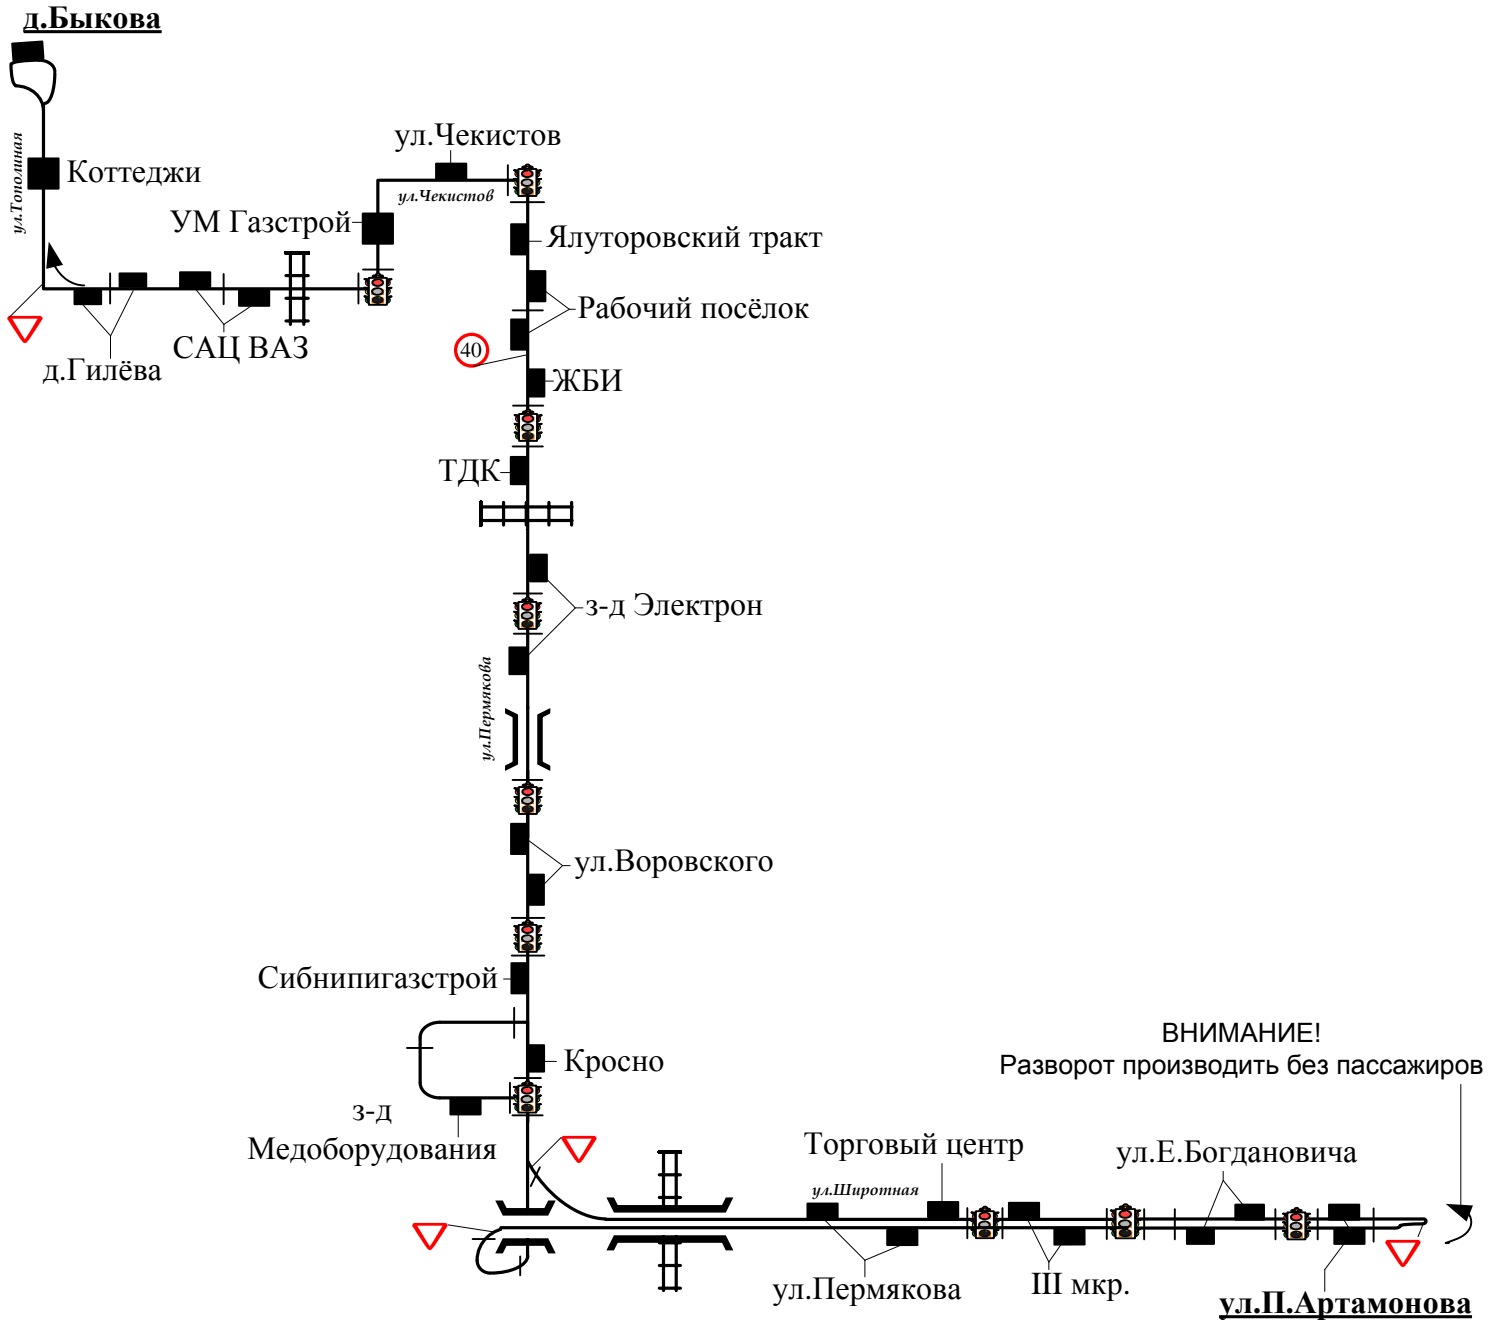 д.Быкова
ул.Чекистов
ул.Тополиная
Коттеджи
ул.Чекистов
УМ Газстрой
Ялуторовский тракт
Рабочий посёлок
САЦ ВАЗ
40
д.Гилёва
ЖБИ
ТДК
з-д Электрон
ул.Пермякова
ул.Воровского
Сибнипигазстрой
Кросно
ВНИМАНИЕ!
Разворот производить без пассажиров
з-д
Медоборудования
Торговый центр
ул.Е.Богдановича
ул.Широтная
ул.Пермякова
III мкр.
ул.П.Артамонова